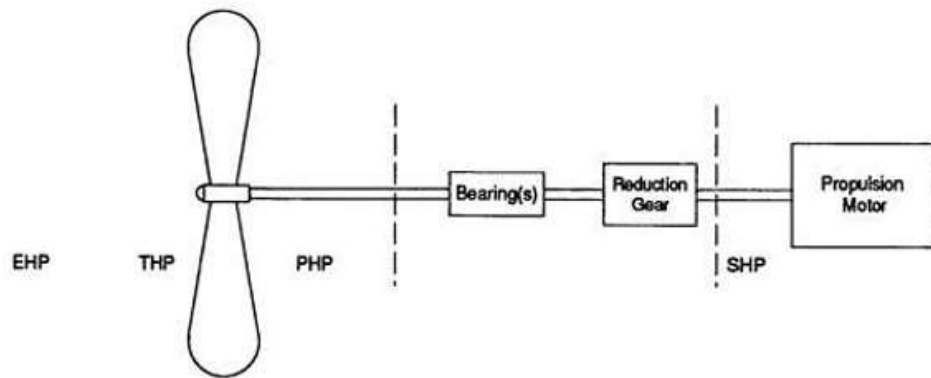 Bearing(s)
Reduction
Gear
Propulsion
Motor
EHP
THP
PHP
SHP